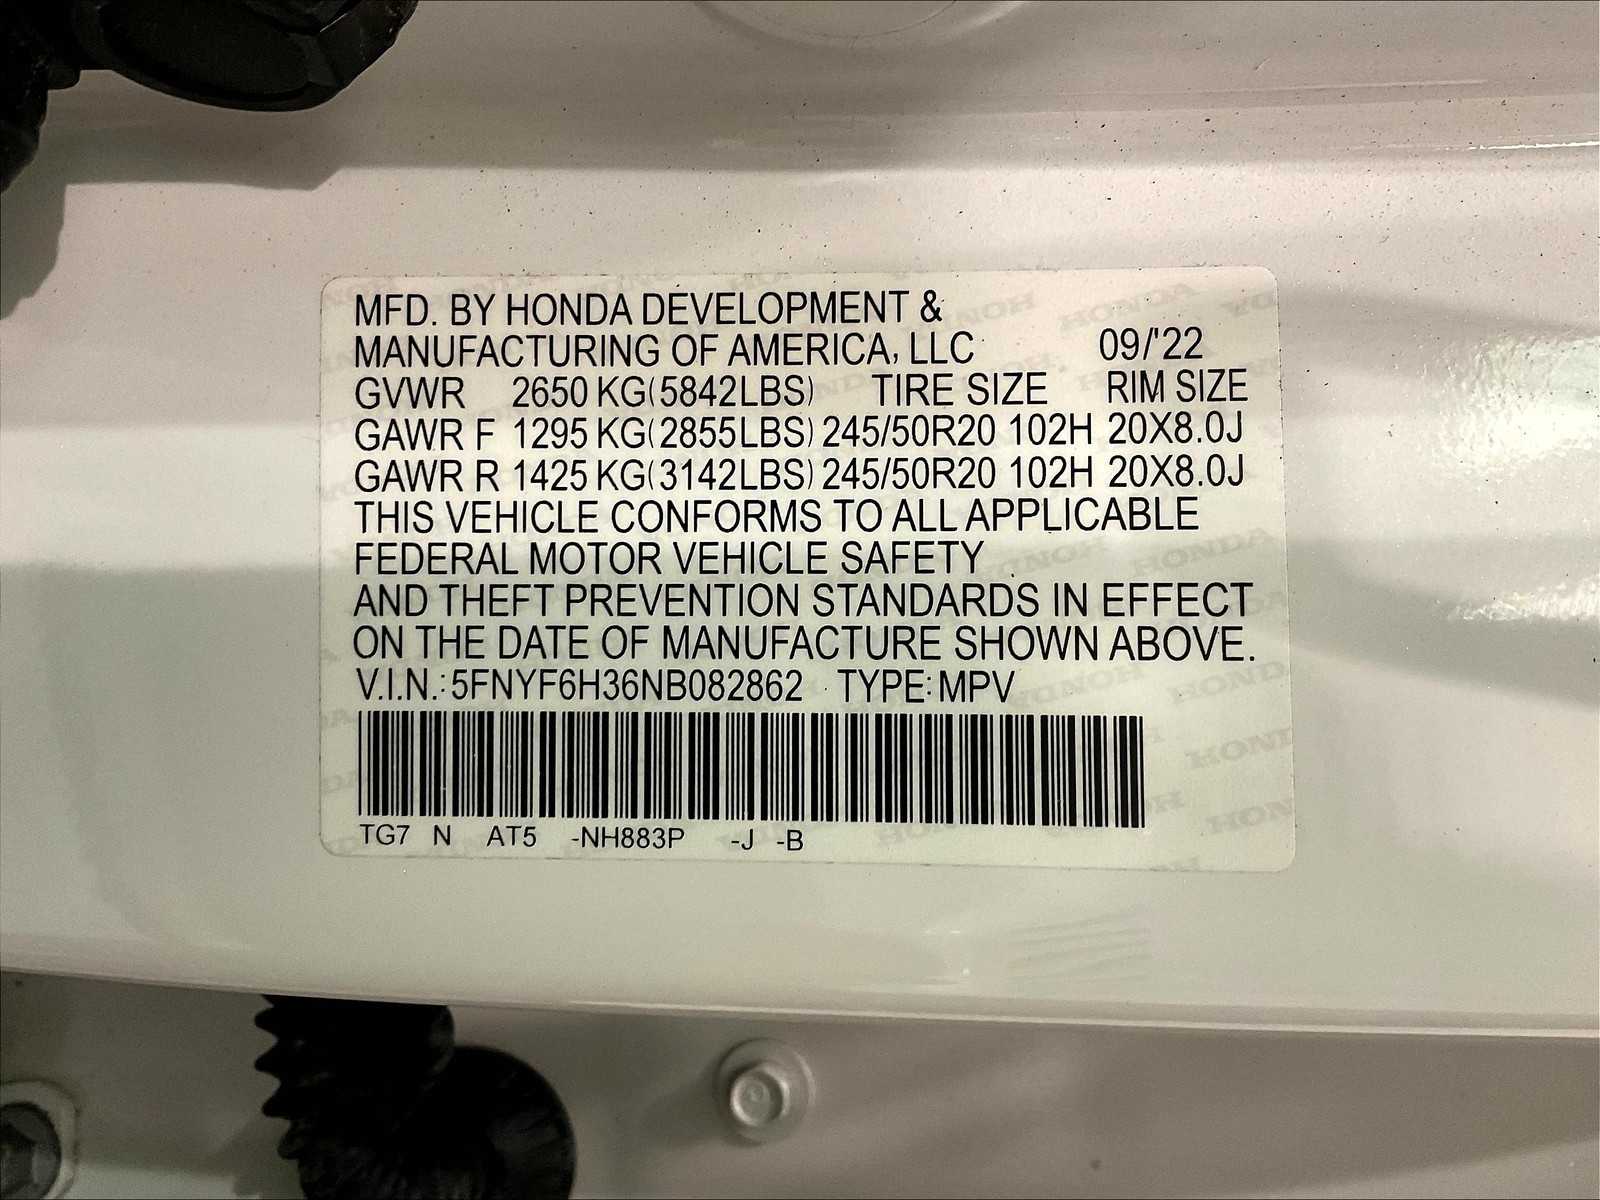 MFD. BY HONDA DEVELOPMENT &
MANUFACTURING OF AMERICA, LLC 09/'22
GVWR 2650 KG(5842LBS) TIRE SIZE RIM SIZE
GAWR F 1295 KG(2855LBS) 245/50R20 102H 20X8.0J
GAWR R 1425 KG(3142LBS) 245/50R20 102H 20X8.0J
THIS VEHICLE CONFORMS TO ALL APPLICABLE
FEDERAL MOTOR VEHICLE SAFETY
AND THEFT PREVENTION STANDARDS IN EFFECT
ON THE DATE OF MANUFACTURE SHOWN ABOVE.
V.I.N.:5FNYF6H36NB082862 TYPE:MPV
TG7 N AT5 -NH883P -J -B